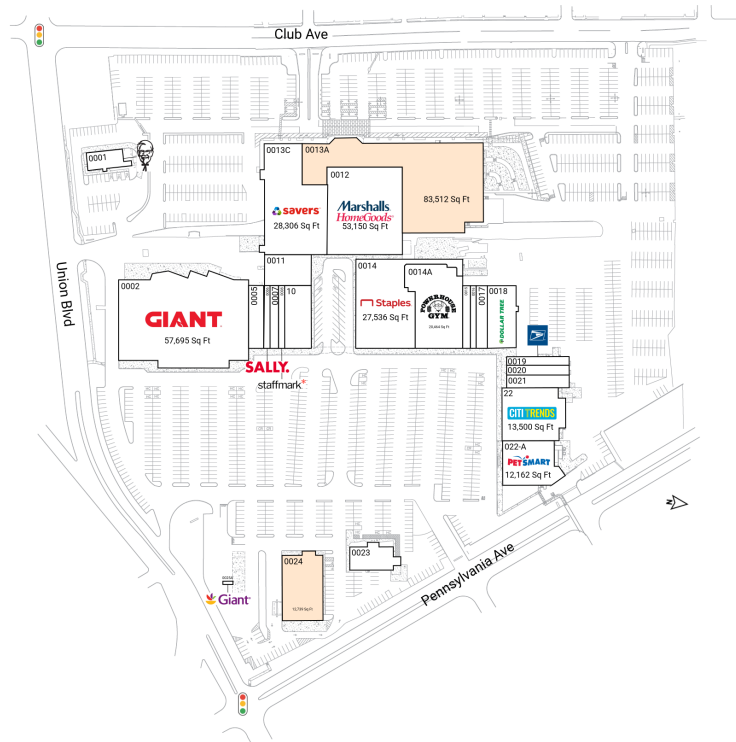 Club Ave
0001
0013C
0013A
0012
savers
28,306 Sq Ft
Marshalls
HomeGoods
53,150 Sq Ft
83,512 Sq Ft
Union Blvd
0002
GIANT
57,695 Sq Ft
0011
0005
0007
10
SALLY.
staffmark
0014
Staples
27,536 Sq Ft
0014A
POWERHOUSE
GYM
0017
0018
DOLLAR TREE
0019
0020
0021
22
CITI TRENDS
13,500 Sq Ft
022-A
PETSMART
12,162 Sq Ft
N
0024
0023
Giant
Pennsylvania Ave